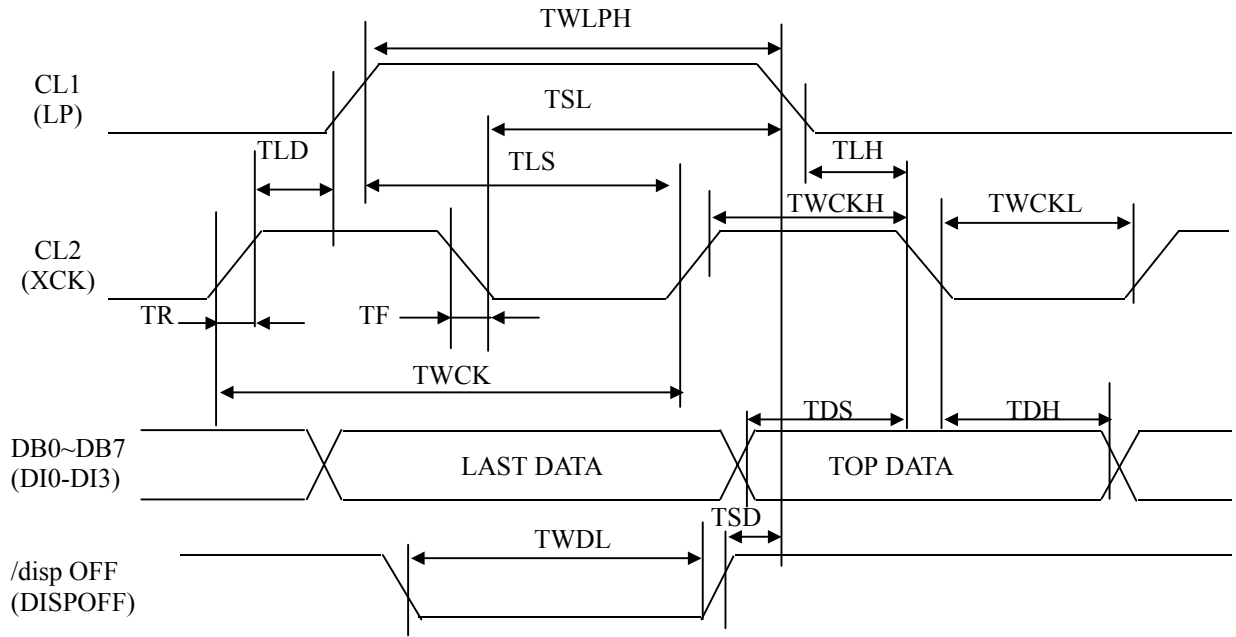 TWLPH
CL1
(LP)
TSL
TLD
TLS
TLH
TWCKH
TWCKL
CL2
(XCK)
TR
TF
TWCK
TDS
TDH
DB0~DB7
(DI0-DI3)
LAST DATA
TOP DATA
TSD
TWDL
/disp OFF
(DISPOFF)